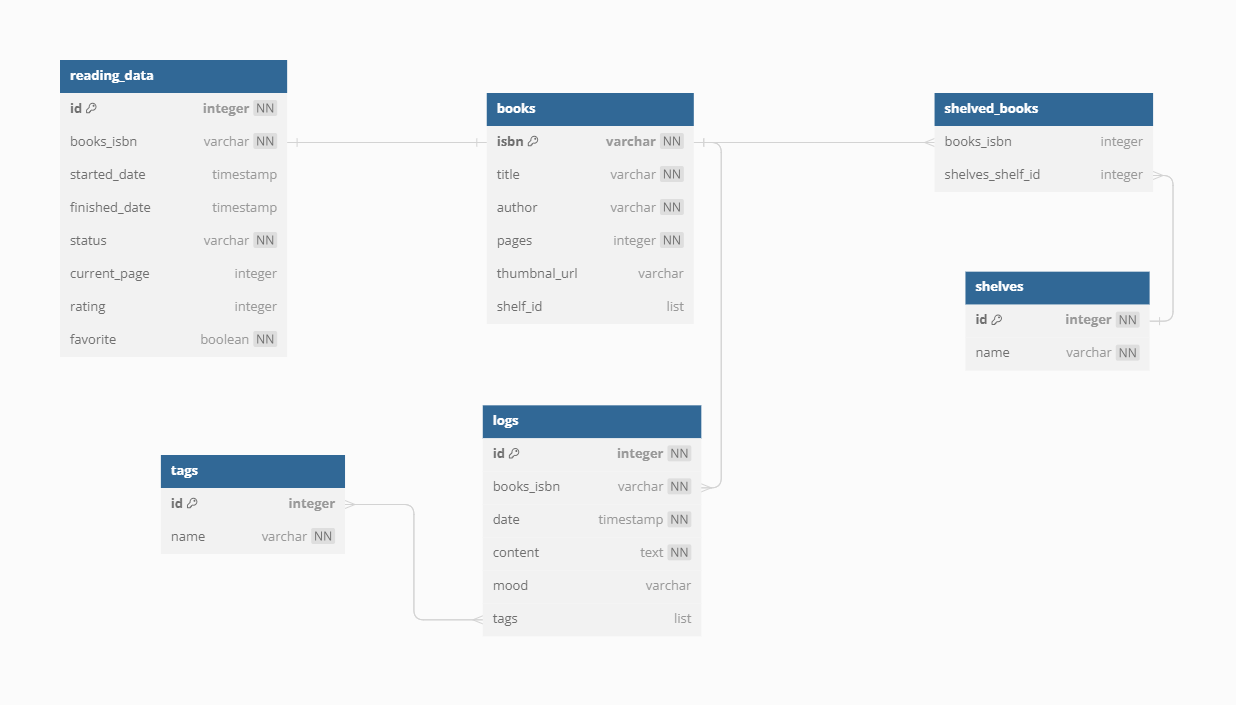 reading_data
id integer NN
books_isbn varchar NN
started_date timestamp
finished_date timestamp
status varchar NN
current_page integer
rating integer
favorite boolean NN
books
isbn varchar NN
title varchar NN
author varchar NN
pages integer NN
thumbnal_url varchar
shelf_id list
shelved_books
books_isbn integer
shelves_shelf_id integer
shelves
id integer NN
name varchar NN
tags
id integer
name varchar NN
logs
id integer NN
books_isbn varchar NN
date timestamp NN
content text NN
mood varchar
tags list